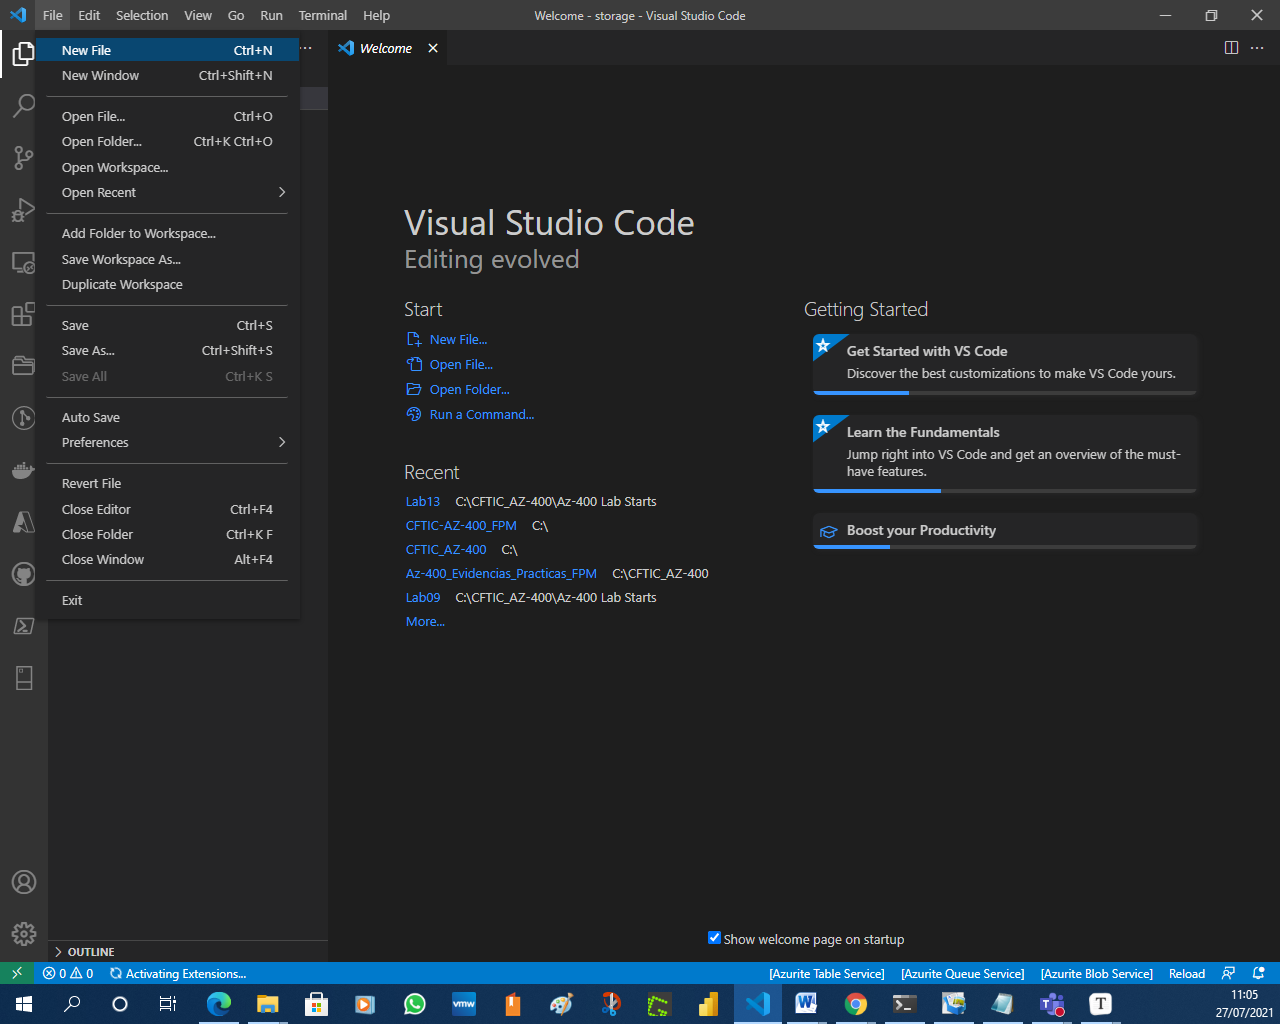 File Edit Selection View Go Run Terminal Help
Welcome - storage - Visual Studio Code
New File Ctrl+N
New Window Ctrl+Shift+N
Open File... Ctrl+O
Open Folder... Ctrl+K Ctrl+O
Open Workspace...
Open Recent
Add Folder to Workspace...
Save Workspace As...
Duplicate Workspace
Save Ctrl+S
Save As... Ctrl+Shift+S
Save All Ctrl+K S
Auto Save
Preferences
Revert File
Close Editor Ctrl+F4
Close Folder Ctrl+K F
Close Window Alt+F4
Exit
OUTLINE
Welcome
Visual Studio Code
Editing evolved
Start
New File...
Open File...
Open Folder...
Run a Command...
Recent
Lab13 C:\CFTIC_AZ-400\Az-400 Lab Starts
CFTIC-AZ-400_FPM C:\
CFTIC_AZ-400 C:\
Az-400_Evidencias_Practicas_FPM C:\CFTIC_AZ-400
Lab09 C:\CFTIC_AZ-400\Az-400 Lab Starts
More...
Getting Started
Get Started with VS Code
Discover the best customizations to make VS Code yours.
Learn the Fundamentals
Jump right into VS Code and get an overview of the must-
have features.
Boost your Productivity
Show welcome page on startup
0 0 Activating Extensions... [Azurite Table Service] [Azurite Queue Service] [Azurite Blob Service] Reload
vmw
W
T
11:05
27/07/2021